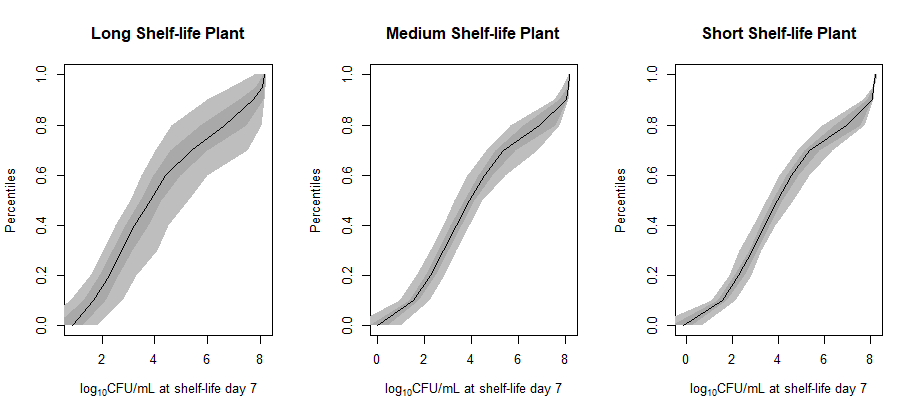 Long Shelf-life Plant
Percentiles
1.0
0.8
0.6
0.4
0.2
0.0
2 4 6 8
log10CFU/mL at shelf-life day 7
Medium Shelf-life Plant
Percentiles
1.0
0.8
0.6
0.4
0.2
0.0
0 2 4 6 8
log10CFU/mL at shelf-life day 7
Short Shelf-life Plant
Percentiles
1.0
0.8
0.6
0.4
0.2
0.0
0 2 4 6 8
log10CFU/mL at shelf-life day 7